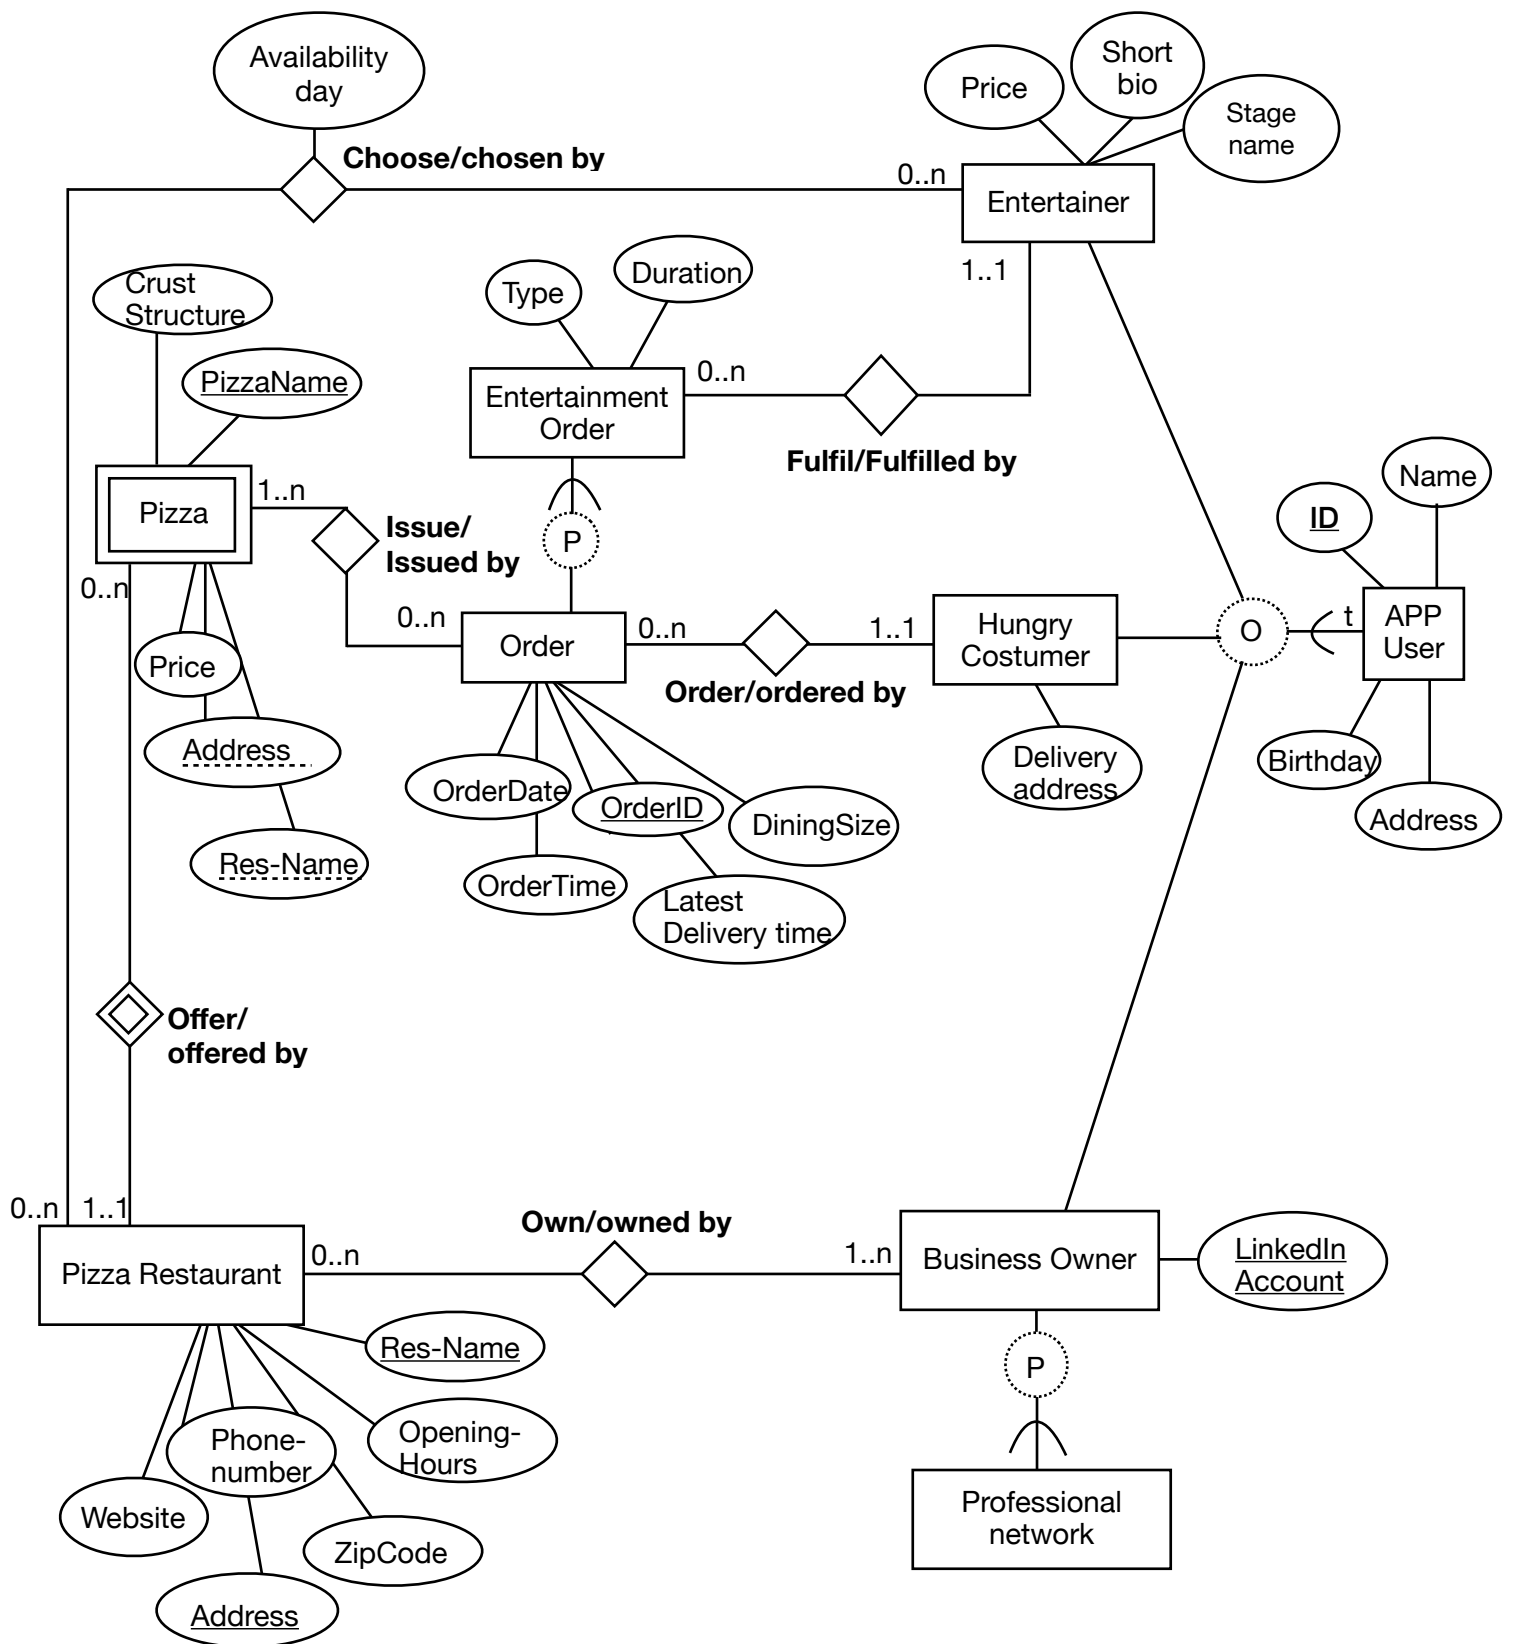 Availability
day
Price
Short
bio
Stage
name
Choose/chosen by
0..n
Entertainer
1..1
Crust
Structure
Type
Duration
PizzaName
0..n
Entertainment
Order
Fulfil/Fulfilled by
Pizza
1..n
Issue/
Issued by
P
ID
Name
0..n
0..n
Order
0..n
1..1
Order/ordered by
Hungry
Costumer
O
t
APP
User
Price
Address
Res-Name
OrderDate
OrderID
DiningSize
OrderTime
Latest
Delivery time
Delivery
address
Birthday
Address
Offer/
offered by
0..n
1..1
Pizza Restaurant
0..n
Own/owned by
1..n
Business Owner
LinkedIn
Account
Res-Name
P
Phone-
number
Opening-
Hours
Website
ZipCode
Address
Professional
network